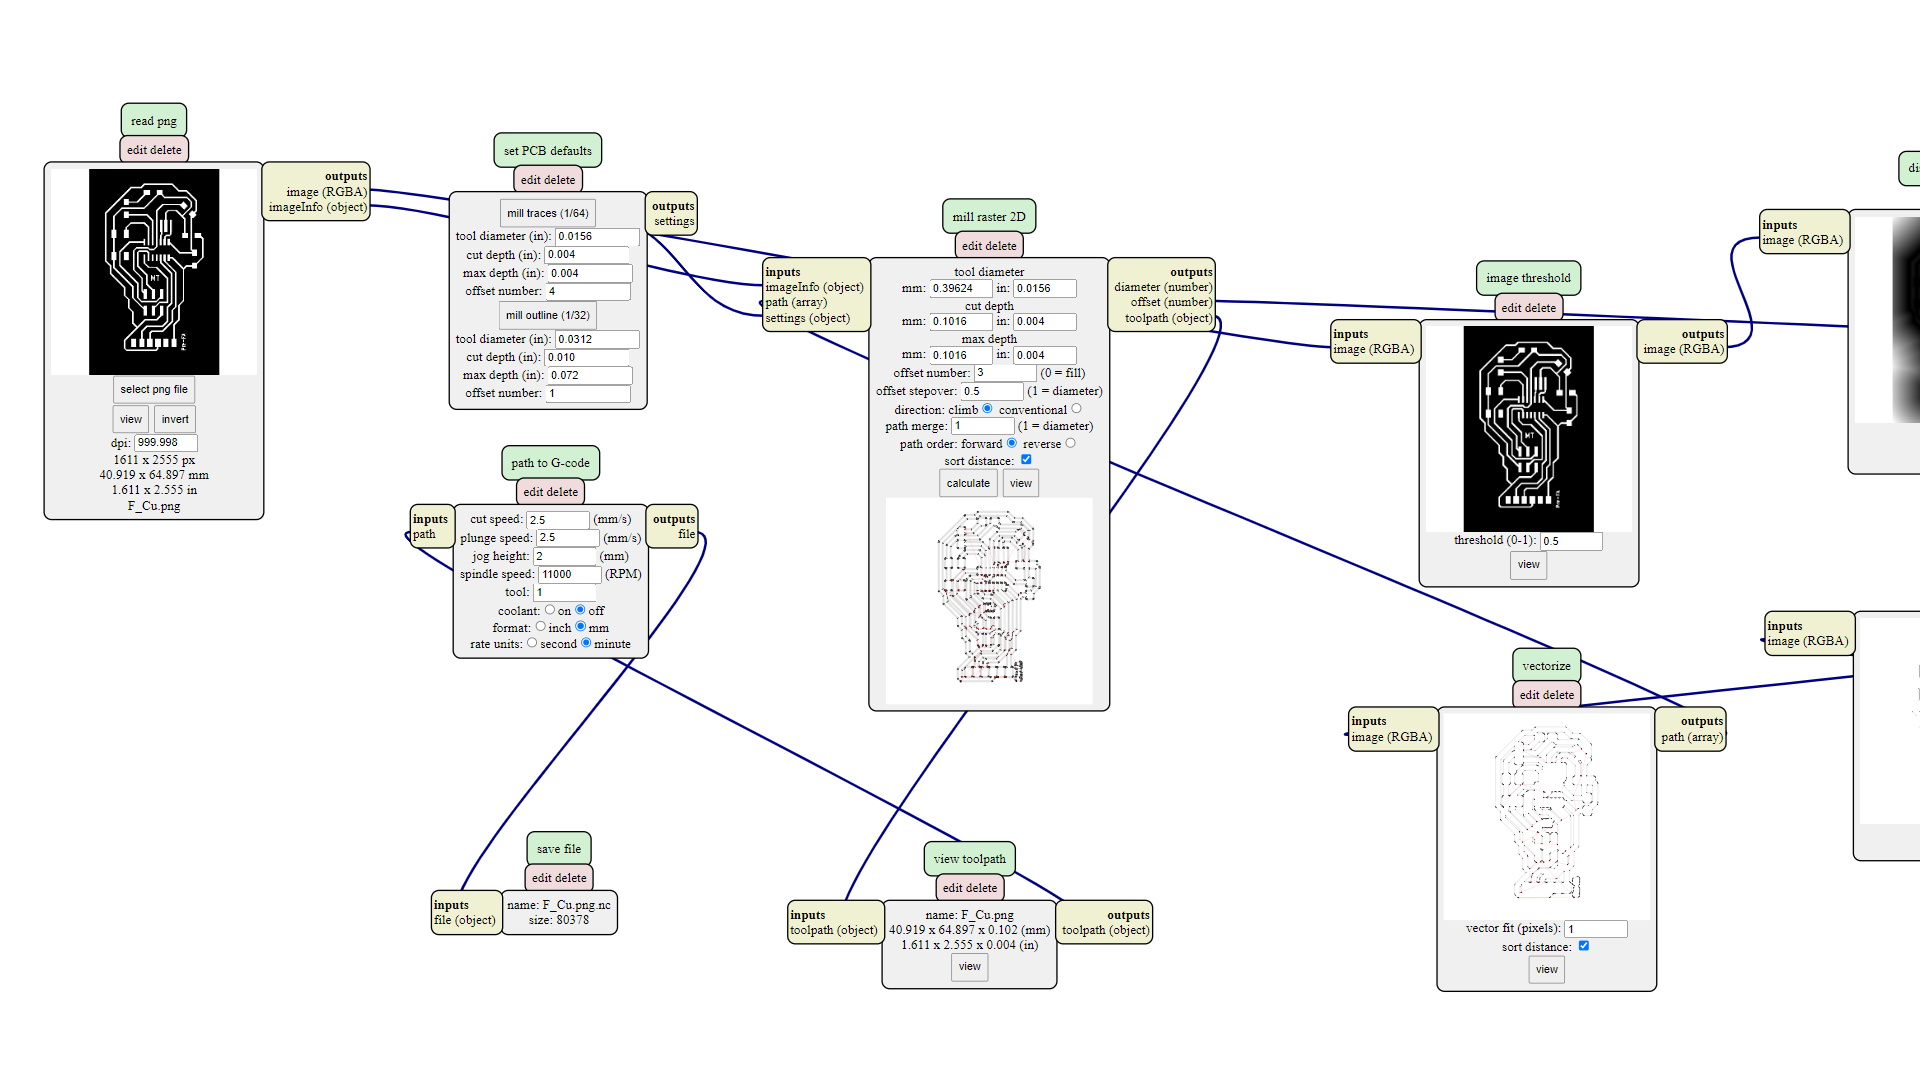 read png
edit delete
outputs
image (RGBA)
imageInfo (object)
select png file
view invert
dpi: 999.998
1611 x 2555 px
40.919 x 64.897 mm
1.611 x 2.555 in
F_Cu.png
set PCB defaults
edit delete
mill traces (1/64)
tool diameter (in): 0.0156
cut depth (in): 0.004
max depth (in): 0.004
offset number: 4
mill outline (1/32)
tool diameter (in): 0.0312
cut depth (in): 0.010
max depth (in): 0.072
offset number: 1
outputs
settings
path to G-code
edit delete
inputs
path
cut speed: 2.5 (mm/s)
plunge speed: 2.5 (mm/s)
jog height: 2 (mm)
spindle speed: 11000 (RPM)
tool: 1
coolant: on off
format: inch mm
rate units: second minute
outputs
file
save file
edit delete
inputs
file (object)
name: F_Cu.png.nc
size: 80378
mill raster 2D
edit delete
inputs
imageInfo (object)
path (array)
settings (object)
tool diameter
mm: 0.39624 in: 0.0156
cut depth
mm: 0.1016 in: 0.004
max depth
mm: 0.1016 in: 0.004
offset number: 3 (0 = fill)
offset stepover: 0.5 (1 = diameter)
direction: climb conventional
path merge: 1 (1 = diameter)
path order: forward reverse
sort distance:
calculate view
outputs
diameter (number)
offset (number)
toolpath (object)
view toolpath
edit delete
inputs
toolpath (object)
name: F_Cu.png
40.919 x 64.897 x 0.102 (mm)
1.611 x 2.555 x 0.004 (in)
view
outputs
toolpath (object)
image threshold
edit delete
inputs
image (RGBA)
MT
threshold (0-1): 0.5
view
outputs
image (RGBA)
vectorize
edit delete
inputs
image (RGBA)
vector fit (pixels): 1
sort distance:
view
outputs
path (array)
inputs
image (RGBA)
di
inputs
image (RGBA)